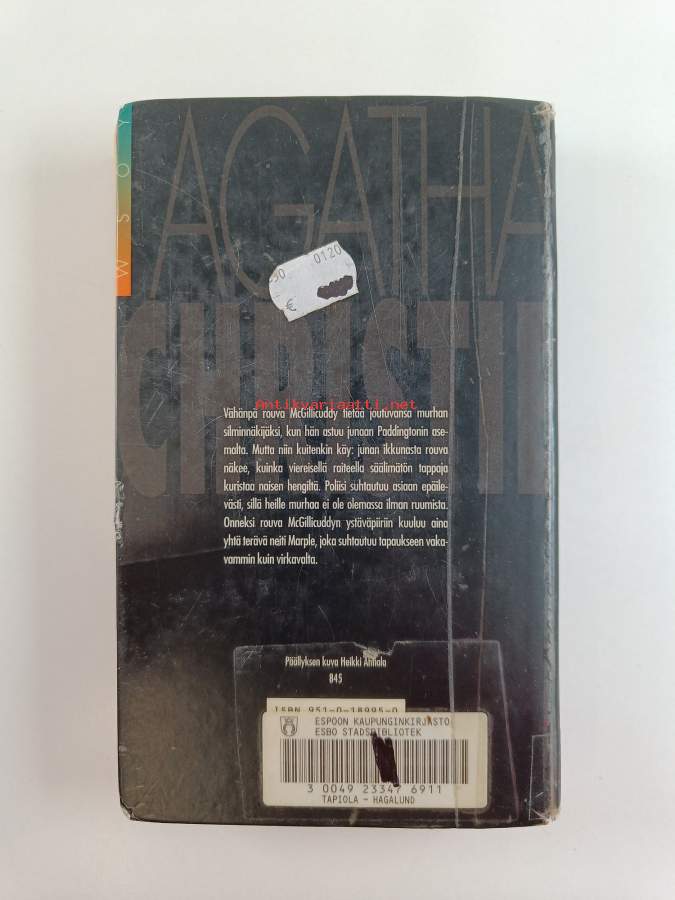 WSOY
AGATHA
CHRISTIE
0120
€
Antikvariaatti.net
Vähänpä rouva McGillicuddy tietää joutuvansa murhan
silminnäkijäksi, kun hän astuu junaan Paddingtonin ase-
malta. Mutta niin kuitenkin käy: junan ikkunasta rouva
näkee, kuinka viereisellä raiteella säälimätön tappaja
kuristaa naisen hengiltä. Poliisi suhtautuu asiaan epäile-
västi, sillä heille murhaa ei ole olemassa ilman ruumista.
Onneksi rouva McGillicuddyn ystäväpiiriin kuuluu aina
yhtä terävä neiti Marple, joka suhtautuu tapaukseen vaka-
vammin kuin virkavalta.
Päällyksen kuva Heikki Ahtiala
845
ISBN 951-0-18995-0
ESPOON KAUPUNGINKIRJASTO
ESBO STADSBIBLIOTEK
3 0049 23347 6911
TAPIOLA – HAGALUND